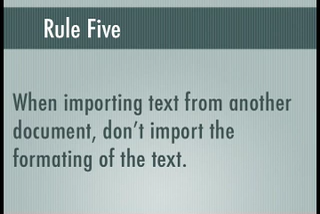 Rule Five
When importing text from another
document, don't import the
formating of the text.